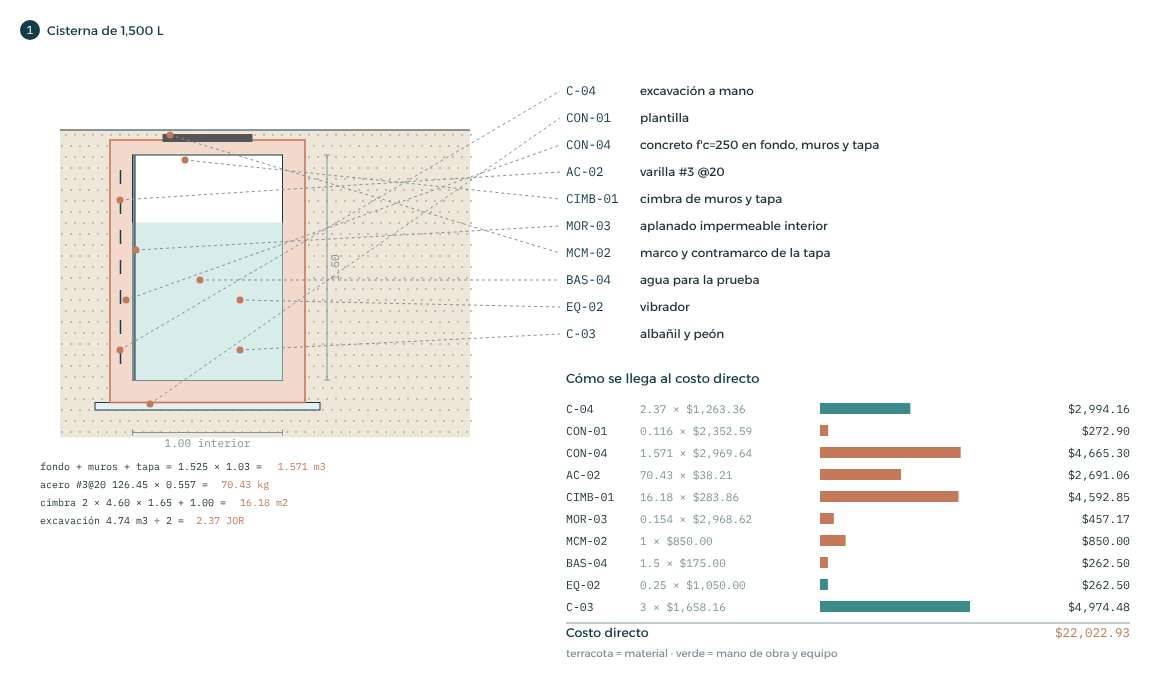 1 Cisterna de 1,500 L
C-04 excavación a mano
CON-01 plantilla
CON-04 concreto f'c=250 en fondo, muros y tapa
AC-02 varilla #3 @20
CIMB-01 cimbra de muros y tapa
MOR-03 aplanado impermeable interior
MCM-02 marco y contramarco de la tapa
BAS-04 agua para la prueba
EQ-02 vibrador
C-03 albañil y peón
1.60
1.00 interior
fondo + muros + tapa = 1.525 × 1.03 = 1.571 m3
acero #3@20 126.45 × 0.557 = 70.43 kg
cimbra 2 × 4.60 × 1.65 + 1.00 = 16.18 m2
excavación 4.74 m3 ÷ 2 = 2.37 JOR
Cómo se llega al costo directo
C-04 2.37 × $1,263.36 $2,994.16
CON-01 0.116 × $2,352.59 $272.90
CON-04 1.571 × $2,969.64 $4,665.30
AC-02 70.43 × $38.21 $2,691.06
CIMB-01 16.18 × $283.86 $4,592.85
MOR-03 0.154 × $2,968.62 $457.17
MCM-02 1 × $850.00 $850.00
BAS-04 1.5 × $175.00 $262.50
EQ-02 0.25 × $1,050.00 $262.50
C-03 3 × $1,658.16 $4,974.48
Costo directo $22,022.93
terracota = material · verde = mano de obra y equipo